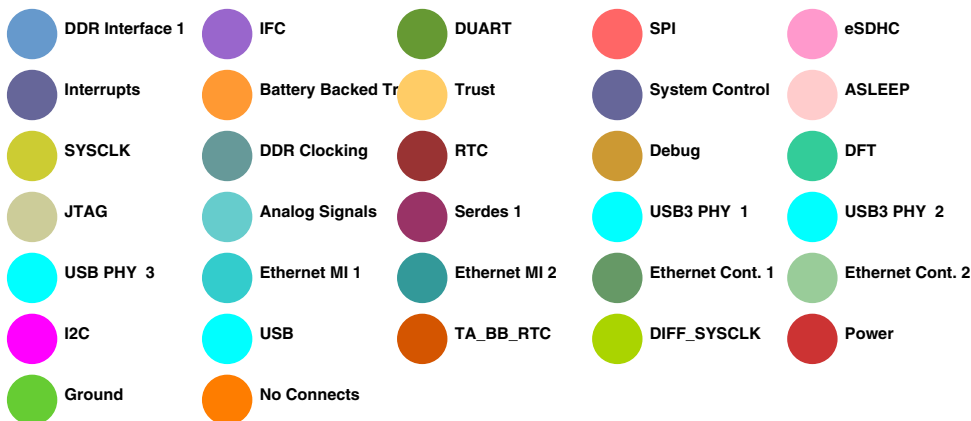 DDR Interface 1 IFC DUART SPI eSDHC
Interrupts Battery Backed Tr Trust System Control ASLEEP
SYSCLK DDR Clocking RTC Debug DFT
JTAG Analog Signals Serdes 1 USB3 PHY 1 USB3 PHY 2
USB PHY 3 Ethernet MI 1 Ethernet MI 2 Ethernet Cont. 1 Ethernet Cont. 2
I2C USB TA_BB_RTC DIFF_SYSCLK Power
Ground No Connects